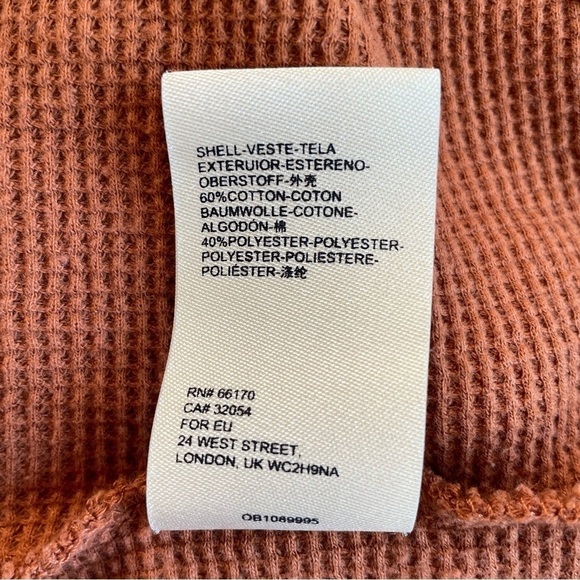 SHELL-VESTE-TELA
EXTERUIOR-ESTERENO-
OBERSTOFF-外壳
60%COTTON-COTON
BAUMWOLLE-COTONE-
ALGODÓN-棉
40%POLYESTER-POLYESTER-
POLYESTER-POLIESTERE-
POLIÉSTER-涤纶
RN# 66170
CA# 32054
FOR EU
24 WEST STREET,
LONDON, UK WC2H9NA
OB1089995